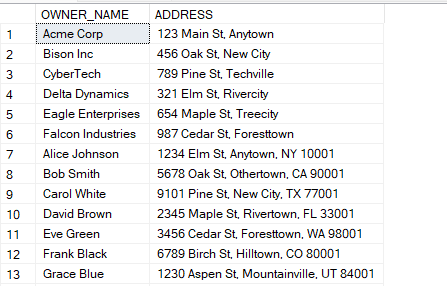 OWNER_NAME ADDRESS
1 Acme Corp 123 Main St, Anytown
2 Bison Inc 456 Oak St, New City
3 CyberTech 789 Pine St, Techville
4 Delta Dynamics 321 Elm St, Rivercity
5 Eagle Enterprises 654 Maple St, Treecity
6 Falcon Industries 987 Cedar St, Foresttown
7 Alice Johnson 1234 Elm St, Anytown, NY 10001
8 Bob Smith 5678 Oak St, Othertown, CA 90001
9 Carol White 9101 Pine St, New City, TX 77001
10 David Brown 2345 Maple St, Rivertown, FL 33001
11 Eve Green 3456 Cedar St, Foresttown, WA 98001
12 Frank Black 6789 Birch St, Hilltown, CO 80001
13 Grace Blue 1230 Aspen St, Mountainville, UT 84001